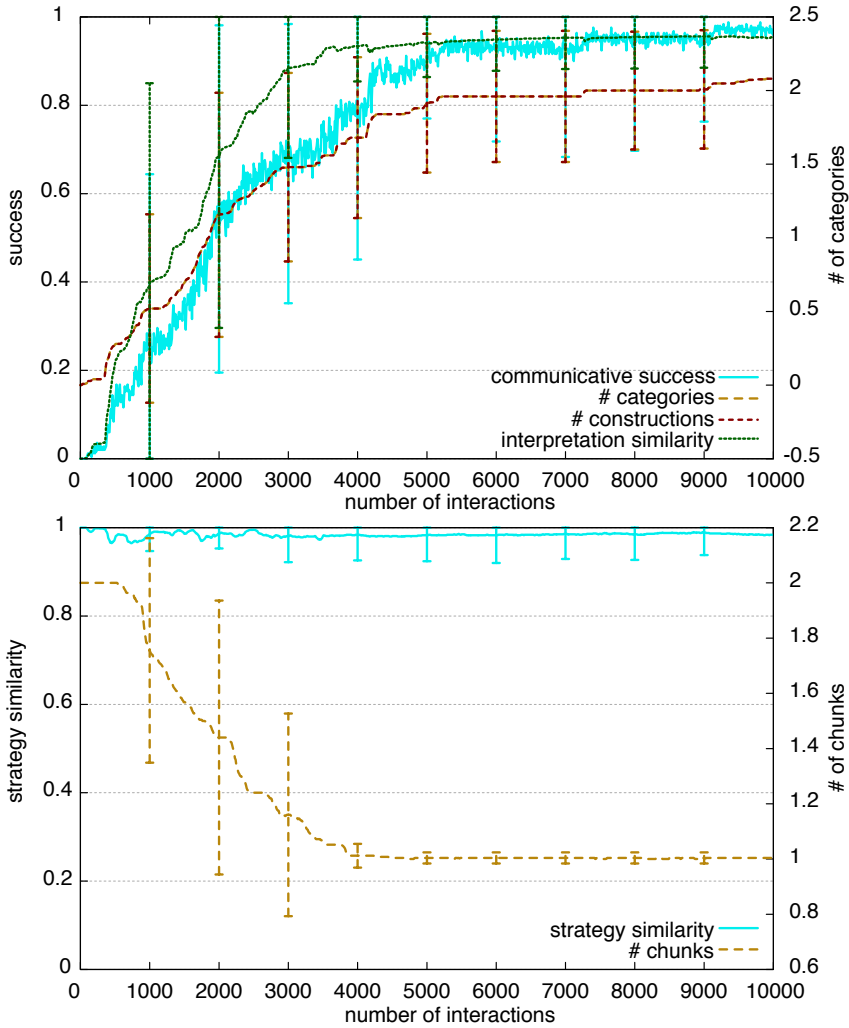 1
0.8
0.6
0.4
0.2
0
success
2.5
2
1.5
1
0.5
0
-0.5
# of categories
communicative success
# categories
# constructions
interpretation similarity
0 1000 2000 3000 4000 5000 6000 7000 8000 9000 10000
number of interactions
1
0.8
0.6
0.4
0.2
0
strategy similarity
2.2
2
1.8
1.6
1.4
1.2
1
0.8
0.6
# of chunks
strategy similarity
# chunks
0 1000 2000 3000 4000 5000 6000 7000 8000 9000 10000
number of interactions